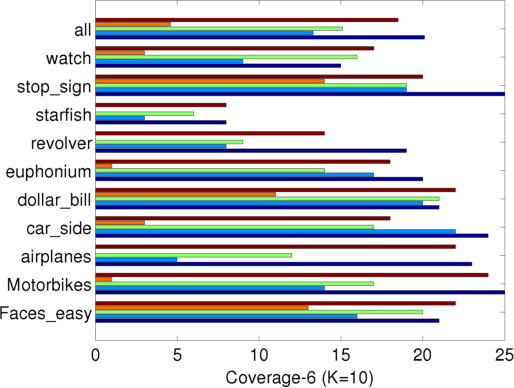 all
watch
stop_sign
starfish
revolver
euphonium
dollar_bill
car_side
airplanes
Motorbikes
Faces_easy
0 5 10 15 20 25
Coverage-6 (K=10)